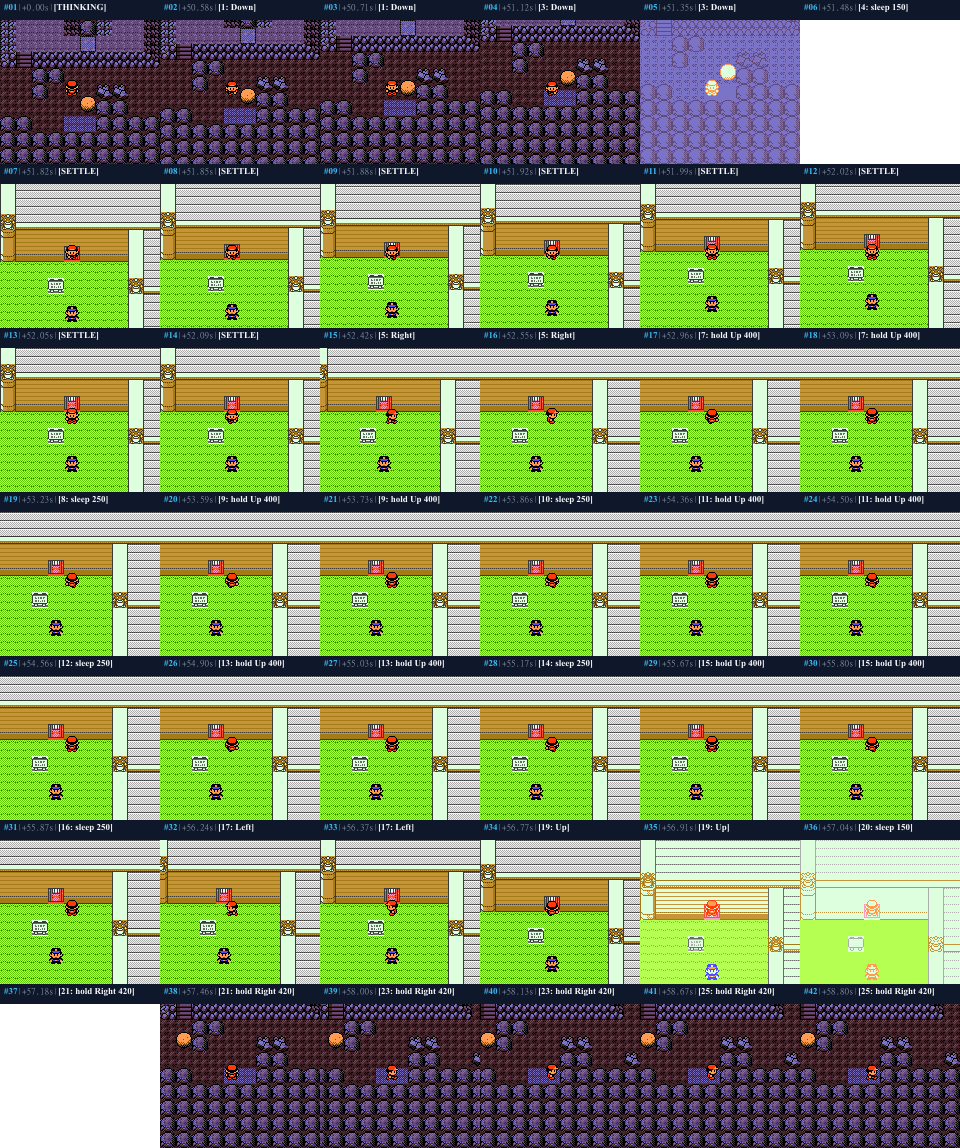 #01|+0.00s|[THINKING]
#02|+50.58s|[1: Down]
#03|+50.71s|[1: Down]
#04|+51.12s|[3: Down]
#05|+51.35s|[3: Down]
#06|+51.48s|[4: sleep 150]
#07|+51.82s|[SETTLE]
#08|+51.85s|[SETTLE]
#09|+51.88s|[SETTLE]
#10|+51.92s|[SETTLE]
#11|+51.99s|[SETTLE]
#12|+52.02s|[SETTLE]
#13|+52.05s|[SETTLE]
#14|+52.09s|[SETTLE]
#15|+52.42s|[5: Right]
#16|+52.55s|[5: Right]
#17|+52.96s|[7: hold Up 400]
#18|+53.09s|[7: hold Up 400]
#19|+53.23s|[8: sleep 250]
#20|+53.59s|[9: hold Up 400]
#21|+53.73s|[9: hold Up 400]
#22|+53.86s|[10: sleep 250]
#23|+54.36s|[11: hold Up 400]
#24|+54.50s|[11: hold Up 400]
#25|+54.56s|[12: sleep 250]
#26|+54.90s|[13: hold Up 400]
#27|+55.03s|[13: hold Up 400]
#28|+55.17s|[14: sleep 250]
#29|+55.67s|[15: hold Up 400]
#30|+55.80s|[15: hold Up 400]
#31|+55.87s|[16: sleep 250]
#32|+56.24s|[17: Left]
#33|+56.37s|[17: Left]
#34|+56.77s|[19: Up]
#35|+56.91s|[19: Up]
#36|+57.04s|[20: sleep 150]
#37|+57.18s|[21: hold Right 420]
#38|+57.46s|[21: hold Right 420]
#39|+58.00s|[23: hold Right 420]
#40|+58.13s|[23: hold Right 420]
#41|+58.67s|[25: hold Right 420]
#42|+58.80s|[25: hold Right 420]